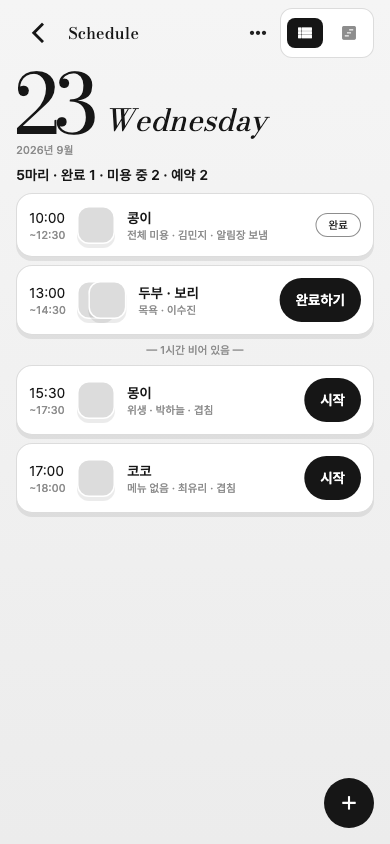 Schedule
23 Wednesday
2026년 9월
5마리 · 완료 1 · 미용 중 2 · 예약 2
10:00
~12:30
콩이
전체 미용 · 김민지 · 알림장 보냄
완료
13:00
~14:30
두부 · 보리
목욕 · 이수진
완료하기
— 1시간 비어 있음 —
15:30
~17:30
몽이
위생 · 박하늘 · 겹침
시작
17:00
~18:00
코코
메뉴 없음 · 최유리 · 겹침
시작